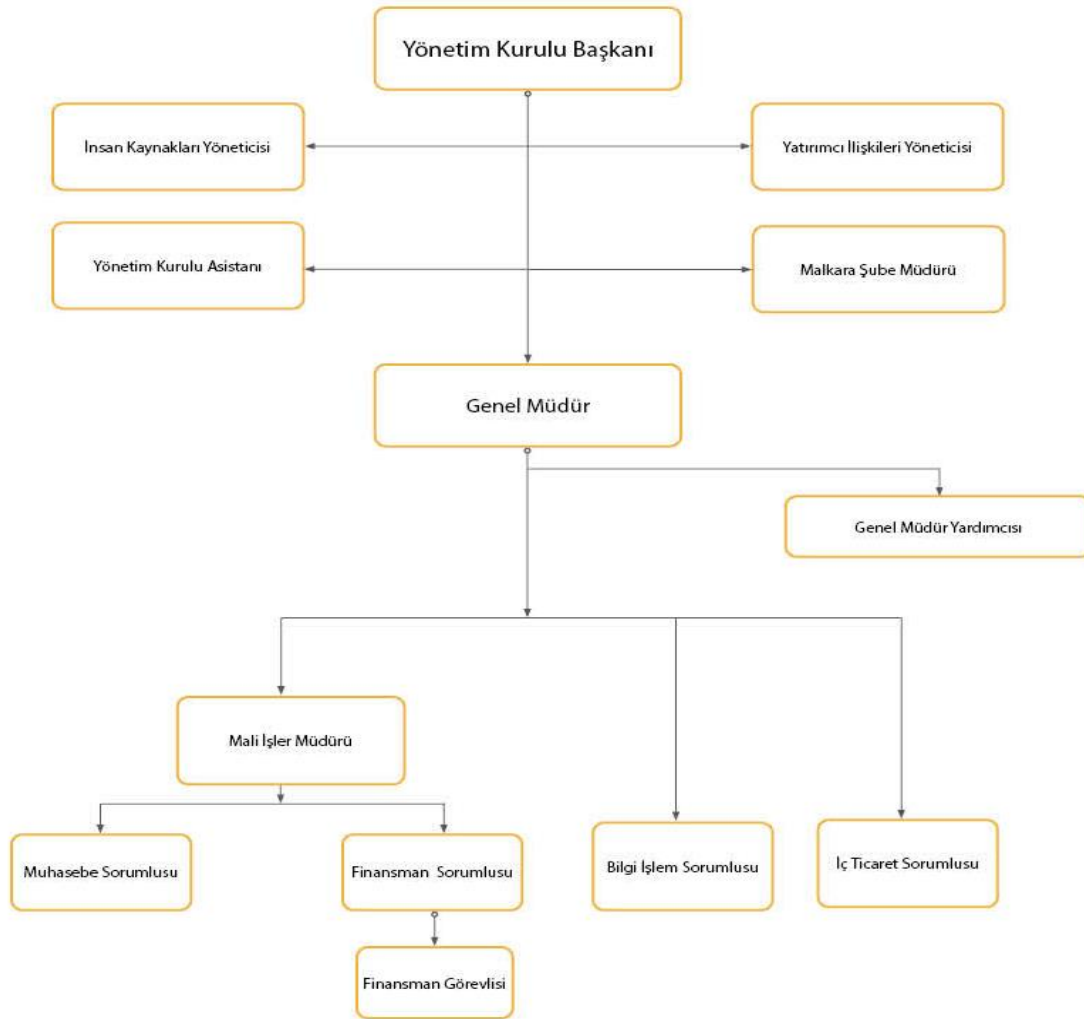 Yönetim Kurulu Başkanı
İnsan Kaynakları Yöneticisi
Yatırımcı İlişkileri Yöneticisi
Yönetim Kurulu Asistanı
Malkara Şube Müdürü
Genel Müdür
Genel Müdür Yardımcısı
Mali İşler Müdürü
Muhasebe Sorumlusu
Finansman Sorumlusu
Bilgi İşlem Sorumlusu
İç Ticaret Sorumlusu
Finansman Görevlisi